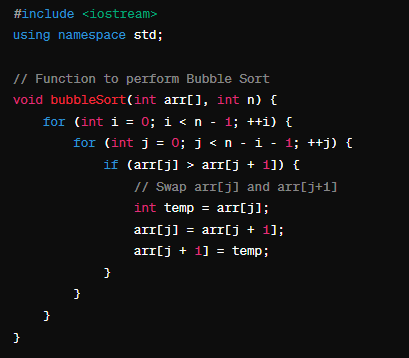 #include <iostream>
using namespace std;

// Function to perform Bubble Sort
void bubbleSort(int arr[], int n) {
    for (int i = 0; i < n - 1; ++i) {
        for (int j = 0; j < n - i - 1; ++j) {
            if (arr[j] > arr[j + 1]) {
                // Swap arr[j] and arr[j+1]
                int temp = arr[j];
                arr[j] = arr[j + 1];
                arr[j + 1] = temp;
            }
        }
    }
}